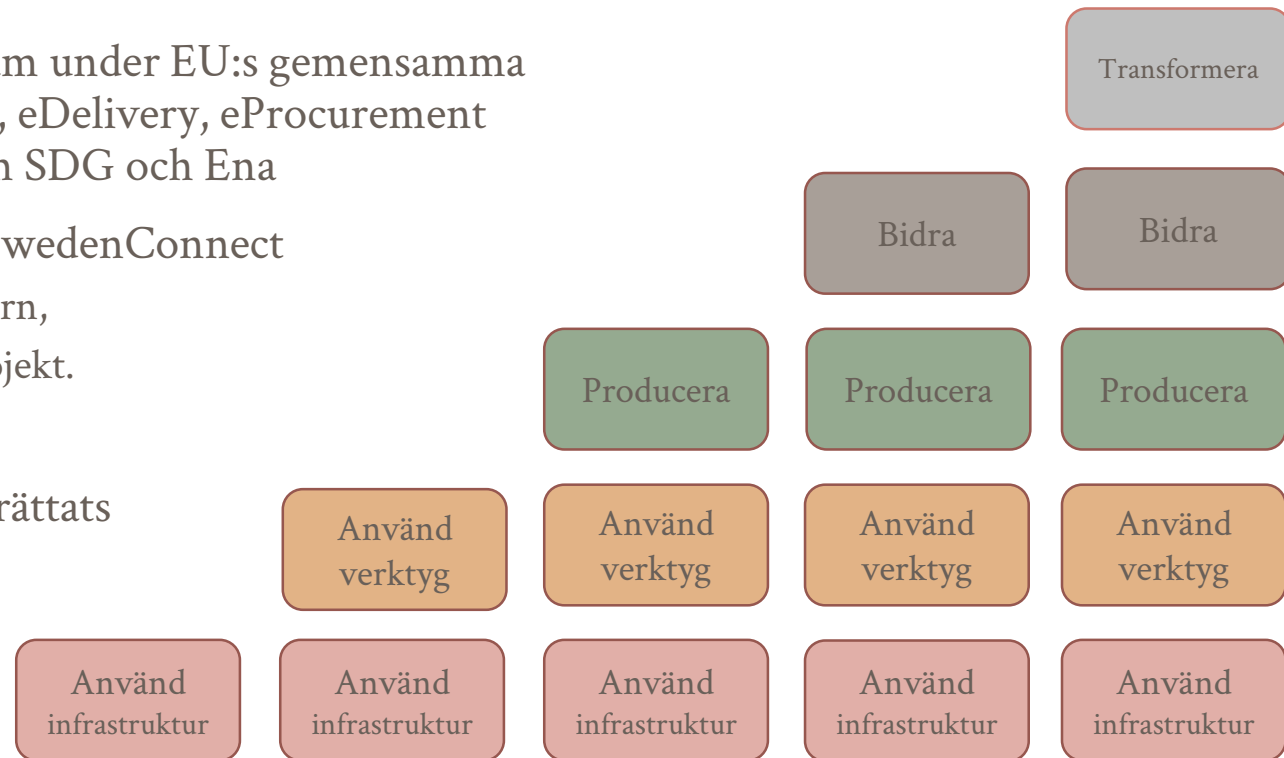 m under EU:s gemensamma
, eDelivery, eProcurement
n SDG och Ena
wedenConnect
rn,
jekt.
rättats
Transformera
Bidra
Bidra
Producera
Producera
Producera
Använd
verktyg
Använd
verktyg
Använd
verktyg
Använd
verktyg
Använd
infrastruktur
Använd
infrastruktur
Använd
infrastruktur
Använd
infrastruktur
Använd
infrastruktur